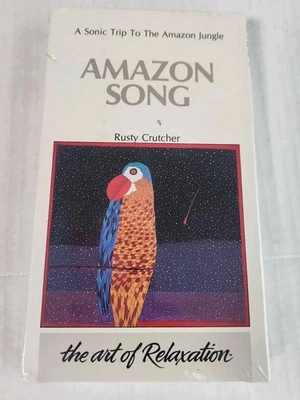 A Sonic Trip To The Amazon Jungle
AMAZON
SONG
Rusty Crutcher
the art of Relaxation